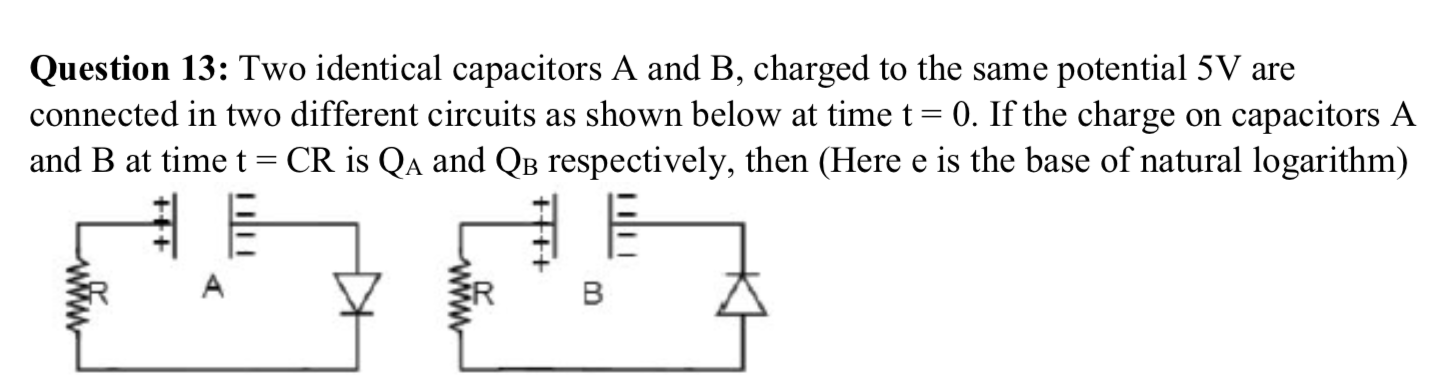 Question 13: Two identical capacitors A and B, charged to the same potential 5V are
connected in two different circuits as shown below at time t = 0. If the charge on capacitors A
and B at time t = CR is QA and QB respectively, then (Here e is the base of natural logarithm)
R A R B